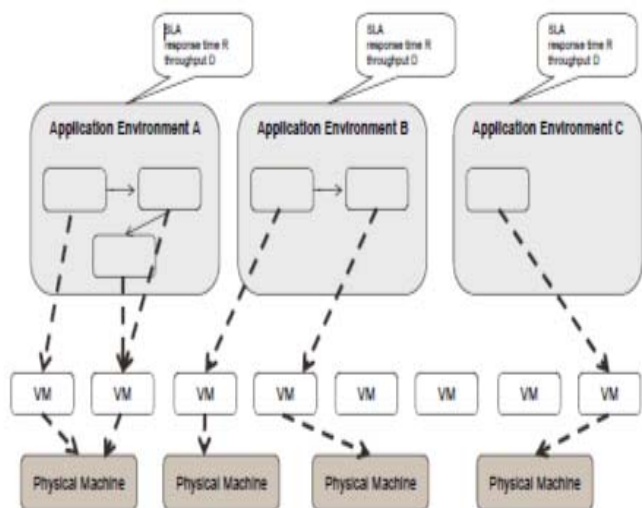 SLA
response time R
throughput D
SLA
response time R
throughput D
SLA
response time R
throughput D
Application Environment A
Application Environment B
Application Environment C
VM
VM
VM
VM
VM
VM
VM
VM
Physical Machine
Physical Machine
Physical Machine
Physical Machine